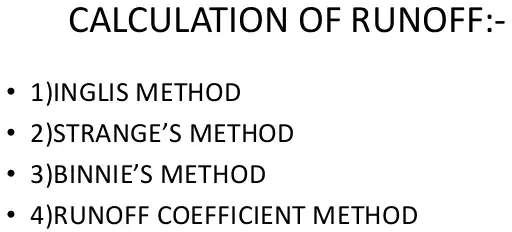 CALCULATION OF RUNOFF:-
• 1)INGLIS METHOD
• 2)STRANGE’S METHOD
• 3)BINNIE’S METHOD
• 4)RUNOFF COEFFICIENT METHOD